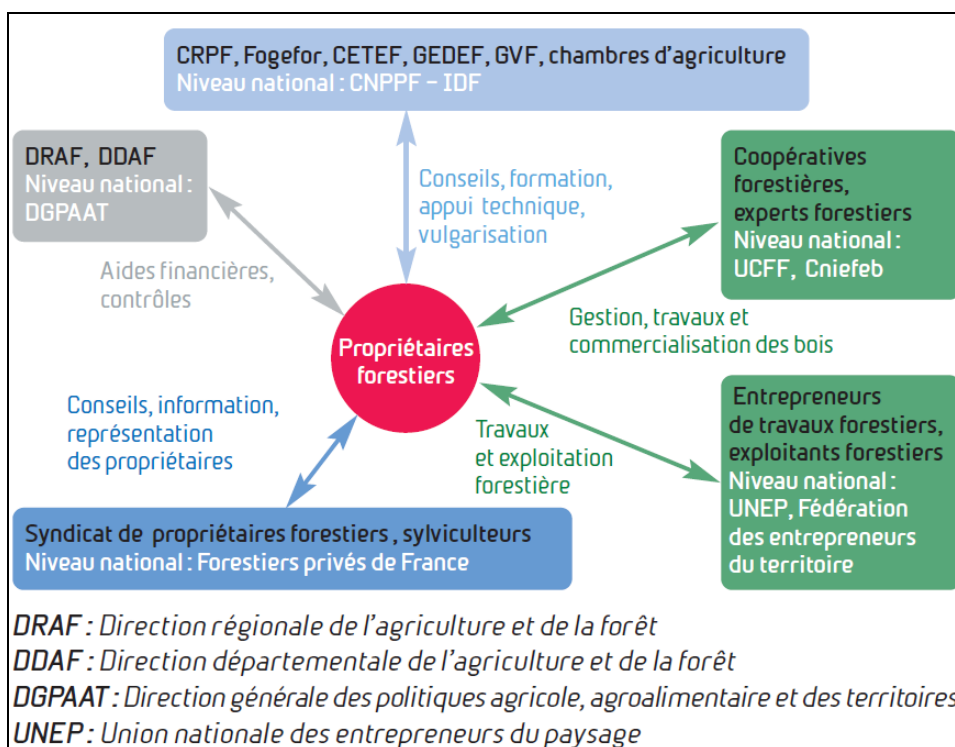 CRPF, Fogefor, CETEF, GEDEF, GVF, chambres d'agriculture
Niveau national : CNPPF – IDF
DRAF, DDAF
Niveau national :
DGPAAT
Conseils, formation,
appui technique,
vulgarisation
Coopératives
forestières,
experts forestiers
Niveau national :
UCFF, Cniefeb
Aides financières,
contrôles
Gestion, travaux et
commercialisation des bois
Propriétaires
forestiers
Conseils, information,
représentation
des propriétaires
Travaux
et exploitation
forestière
Entrepreneurs
de travaux forestiers,
exploitants forestiers
Niveau national :
UNEP, Fédération
des entrepreneurs
du territoire
Syndicat de propriétaires forestiers , sylviculteurs
Niveau national : Forestiers privés de France
DRAF : Direction régionale de l'agriculture et de la forêt
DDAF : Direction départementale de l'agriculture et de la forêt
DGPAAT : Direction générale des politiques agricole, agroalimentaire et des territoires
UNEP : Union nationale des entrepreneurs du paysage